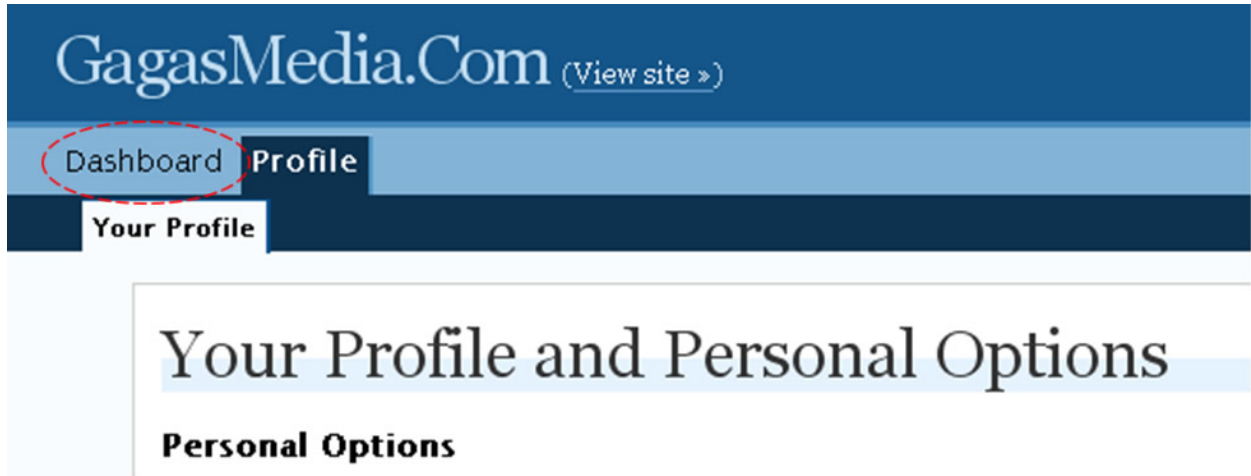 GagasMedia.Com (View site »)
Dashboard Profile
Your Profile
Your Profile and Personal Options
Personal Options